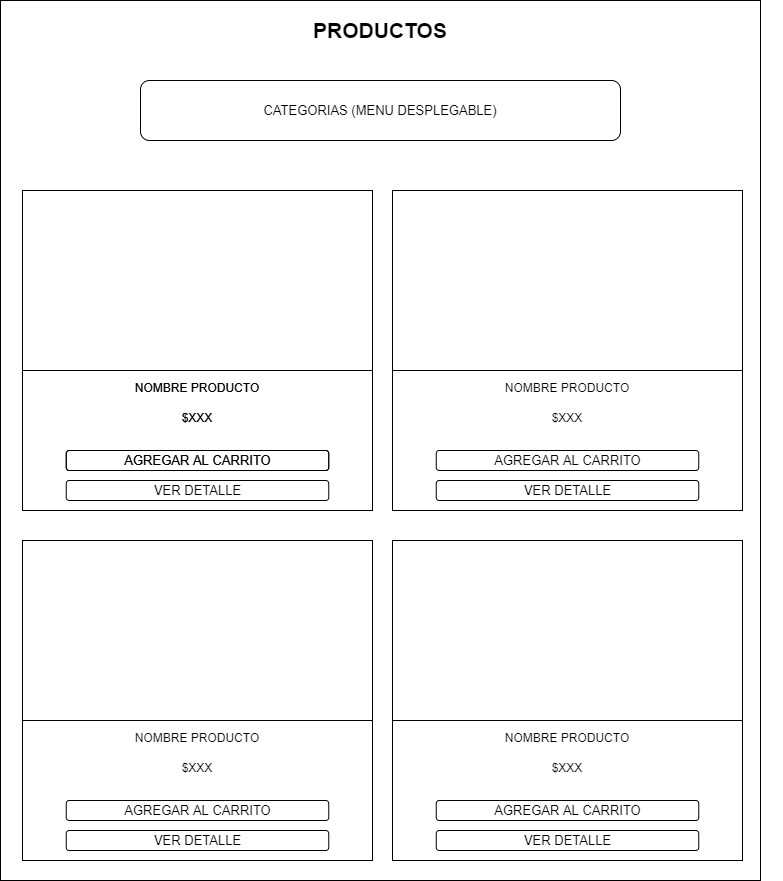 PRODUCTOS
CATEGORIAS (MENU DESPLEGABLE)
NOMBRE PRODUCTO
$XXX
AGREGAR AL CARRITO
VER DETALLE
NOMBRE PRODUCTO
$XXX
AGREGAR AL CARRITO
VER DETALLE
NOMBRE PRODUCTO
$XXX
AGREGAR AL CARRITO
VER DETALLE
NOMBRE PRODUCTO
$XXX
AGREGAR AL CARRITO
VER DETALLE